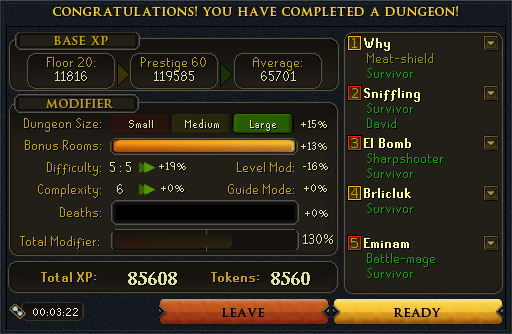 CONGRATULATIONS! YOU HAVE COMPLETED A DUNGEON!
BASE XP
Floor 20:
11816
Prestige 60
119585
Average:
65701
MODIFIER
Dungeon Size: Small Medium Large +15%
Bonus Rooms: +13%
Difficulty: 5 : 5 +19% Level Mod: -16%
Complexity: 6 +0% Guide Mode: +0%
Deaths: +0%
Total Modifier: 130%
Total XP: 85608 Tokens: 8560
00:03:22
1 Why
Meat-shield
Survivor
2 Sniffling
Survivor
David
3 El Bomb
Sharpshooter
Survivor
4 Brlicluk
Survivor
5 Eminam
Battle-mage
Survivor
LEAVE
READY